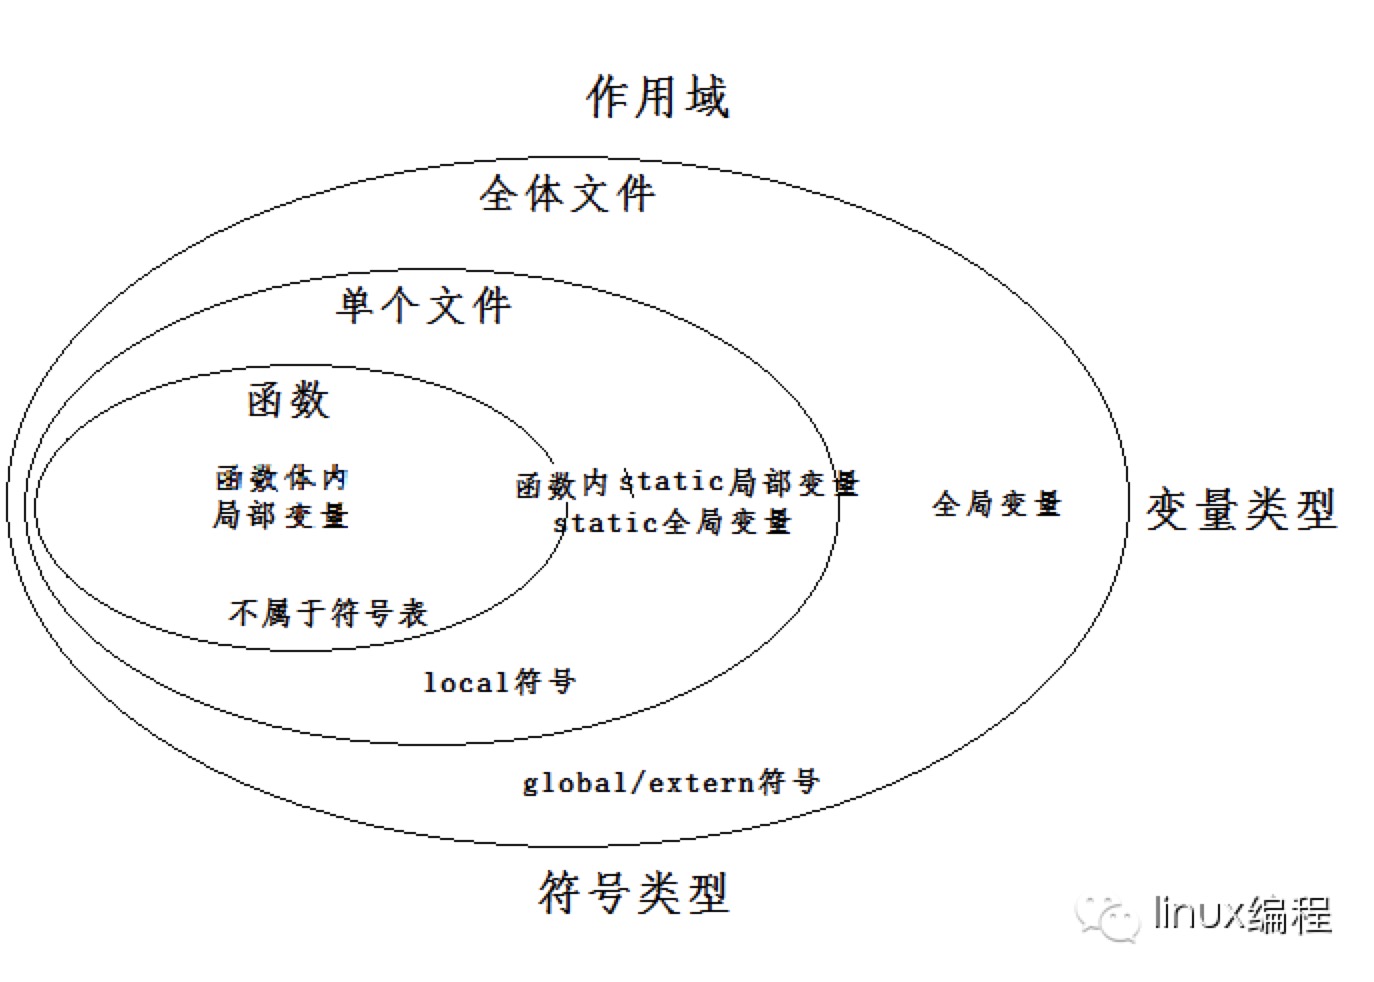 作用域
全体文件
单个文件
函数
函数体内
局部变量
函数内static局部变量
static全局变量
全局变量
变量类型
不属于符号表
local符号
global/extern符号
符号类型
linux编程